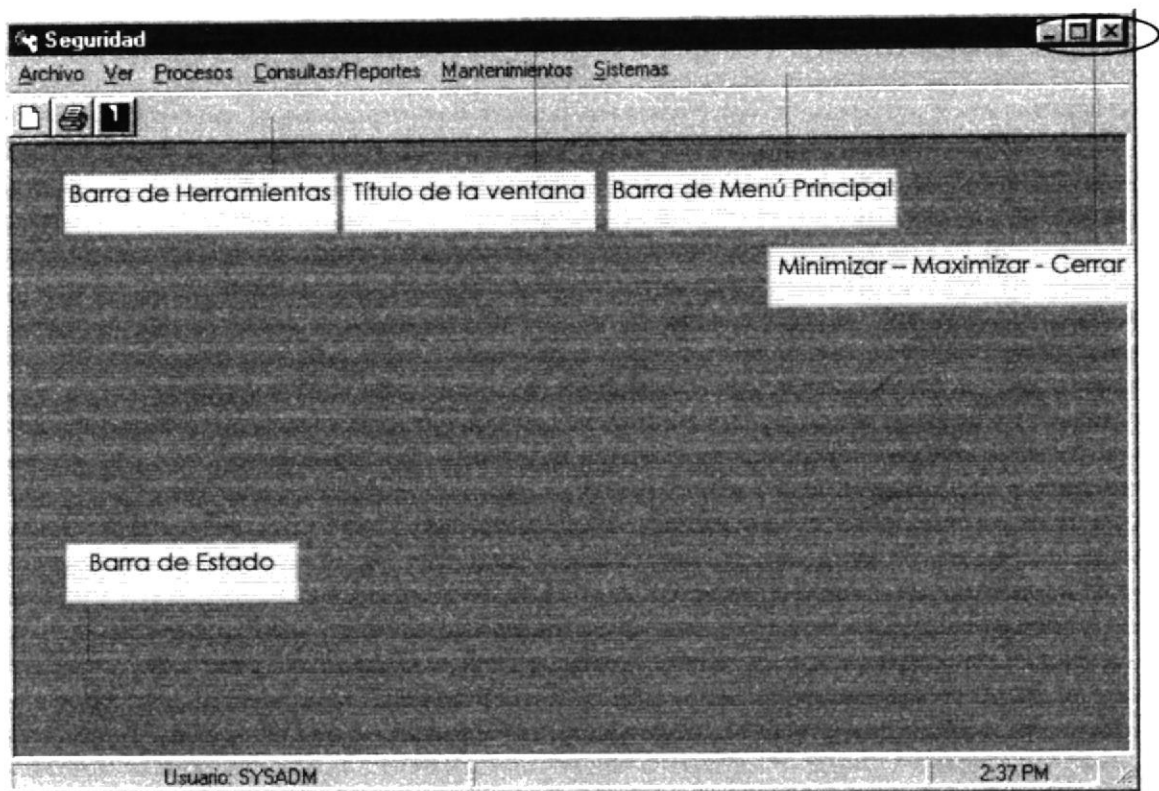 Seguridad
Archivo Ver Procesos Consultas/Reportes Mantenimientos Sistemas
Barra de Herramientas Título de la ventana Barra de Menú Principal
Minimizar – Maximizar - Cerrar
Barra de Estado
Usuario: SYSADM 2:37 PM